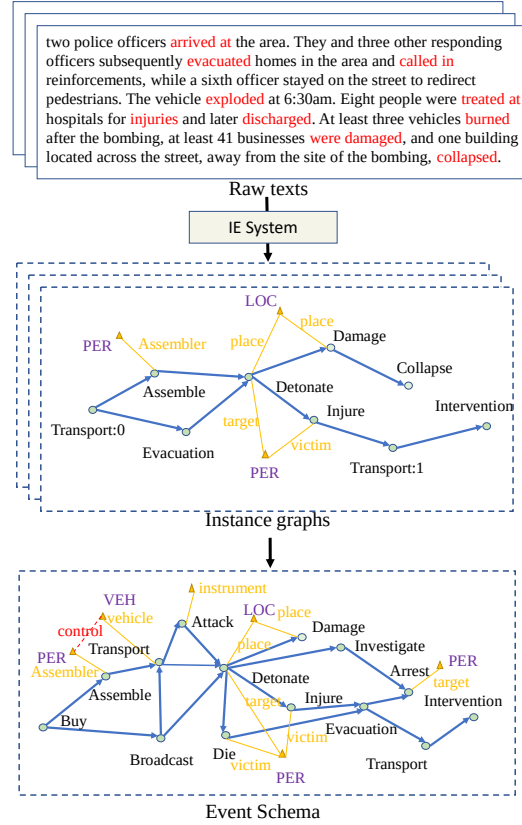 two police officers arrived at the area. They and three other responding
officers subsequently evacuated homes in the area and called in
reinforcements, while a sixth officer stayed on the street to redirect
pedestrians. The vehicle exploded at 6:30am. Eight people were treated at
hospitals for injuries and later discharged. At least three vehicles burned
after the bombing, at least 41 businesses were damaged, and one building
located across the street, away from the site of the bombing, collapsed.
Raw texts
IE System
LOC
PER
Assembler
place
place
Damage
Collapse
Assemble
Detonate
Transport:0
Evacuation
target
Injure
Intervention
victim
PER
Transport:1
Instance graphs
VEH
instrument
vehicle
control
Attack
LOC
place
Damage
PER
Transport
place
Investigate
Assembler
Detonate
Arrest
PER
target
Assemble
target
Injure
Intervention
Buy
Evacuation
Broadcast
Die
victim
victim
PER
Transport
Event Schema